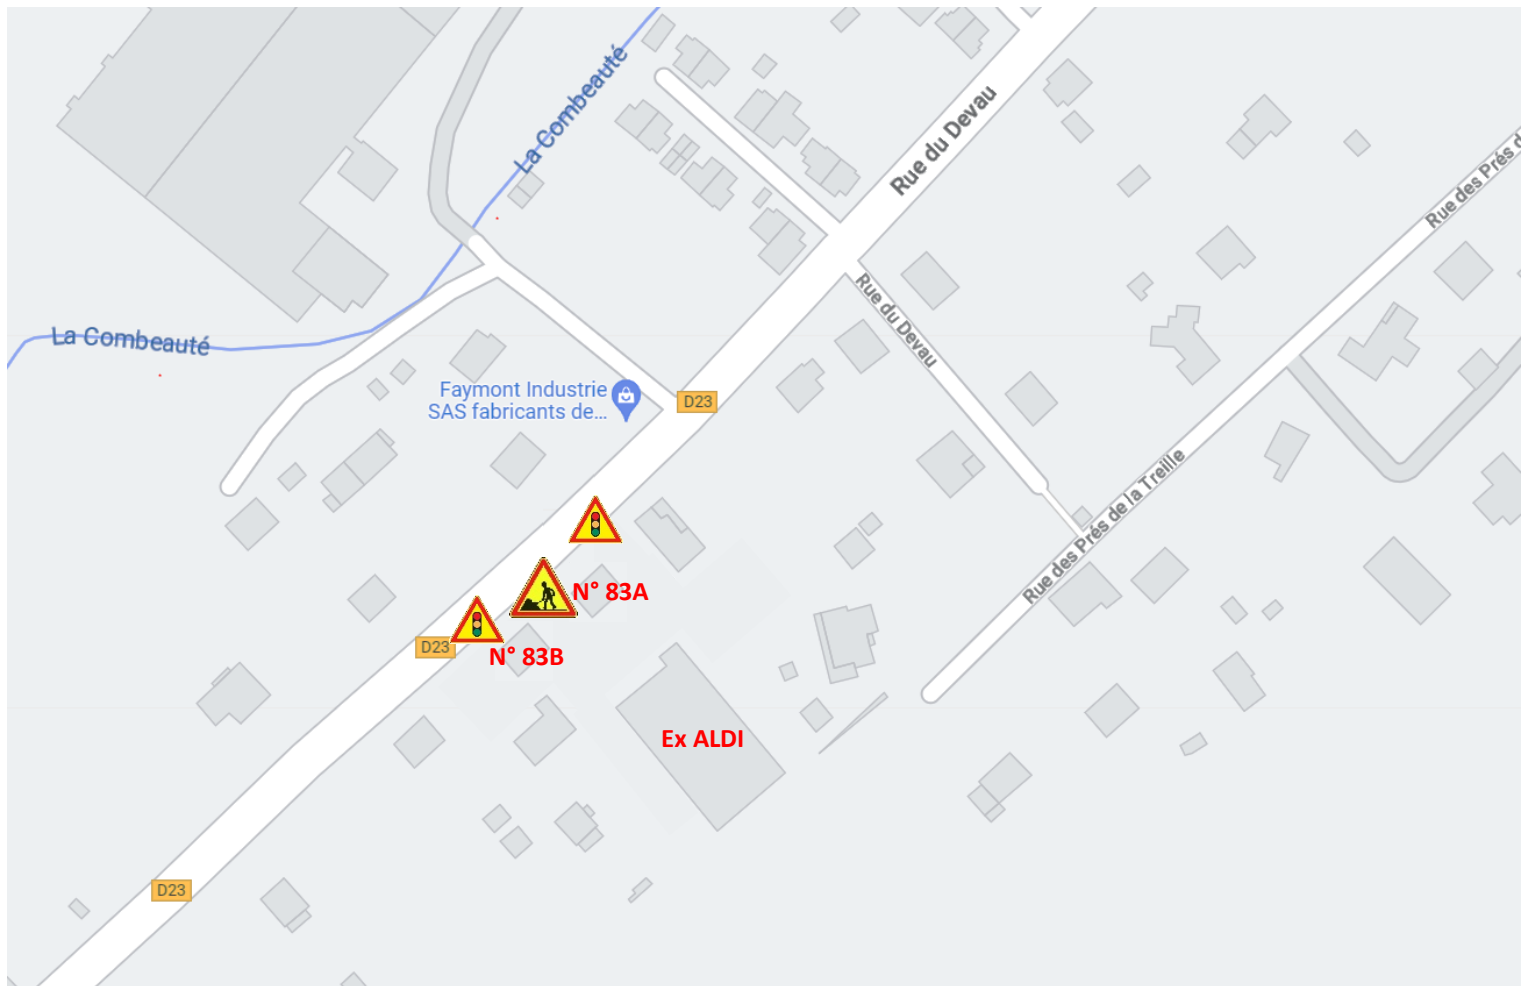 La Combeauté
Rue du Devau
Rue des Prés d
La Combeauté
Rue du Devau
Faymont Industrie
SAS fabricants de...
D23
Rue des Prés de la Treille
N° 83A
D23
N° 83B
Ex ALDI
D23